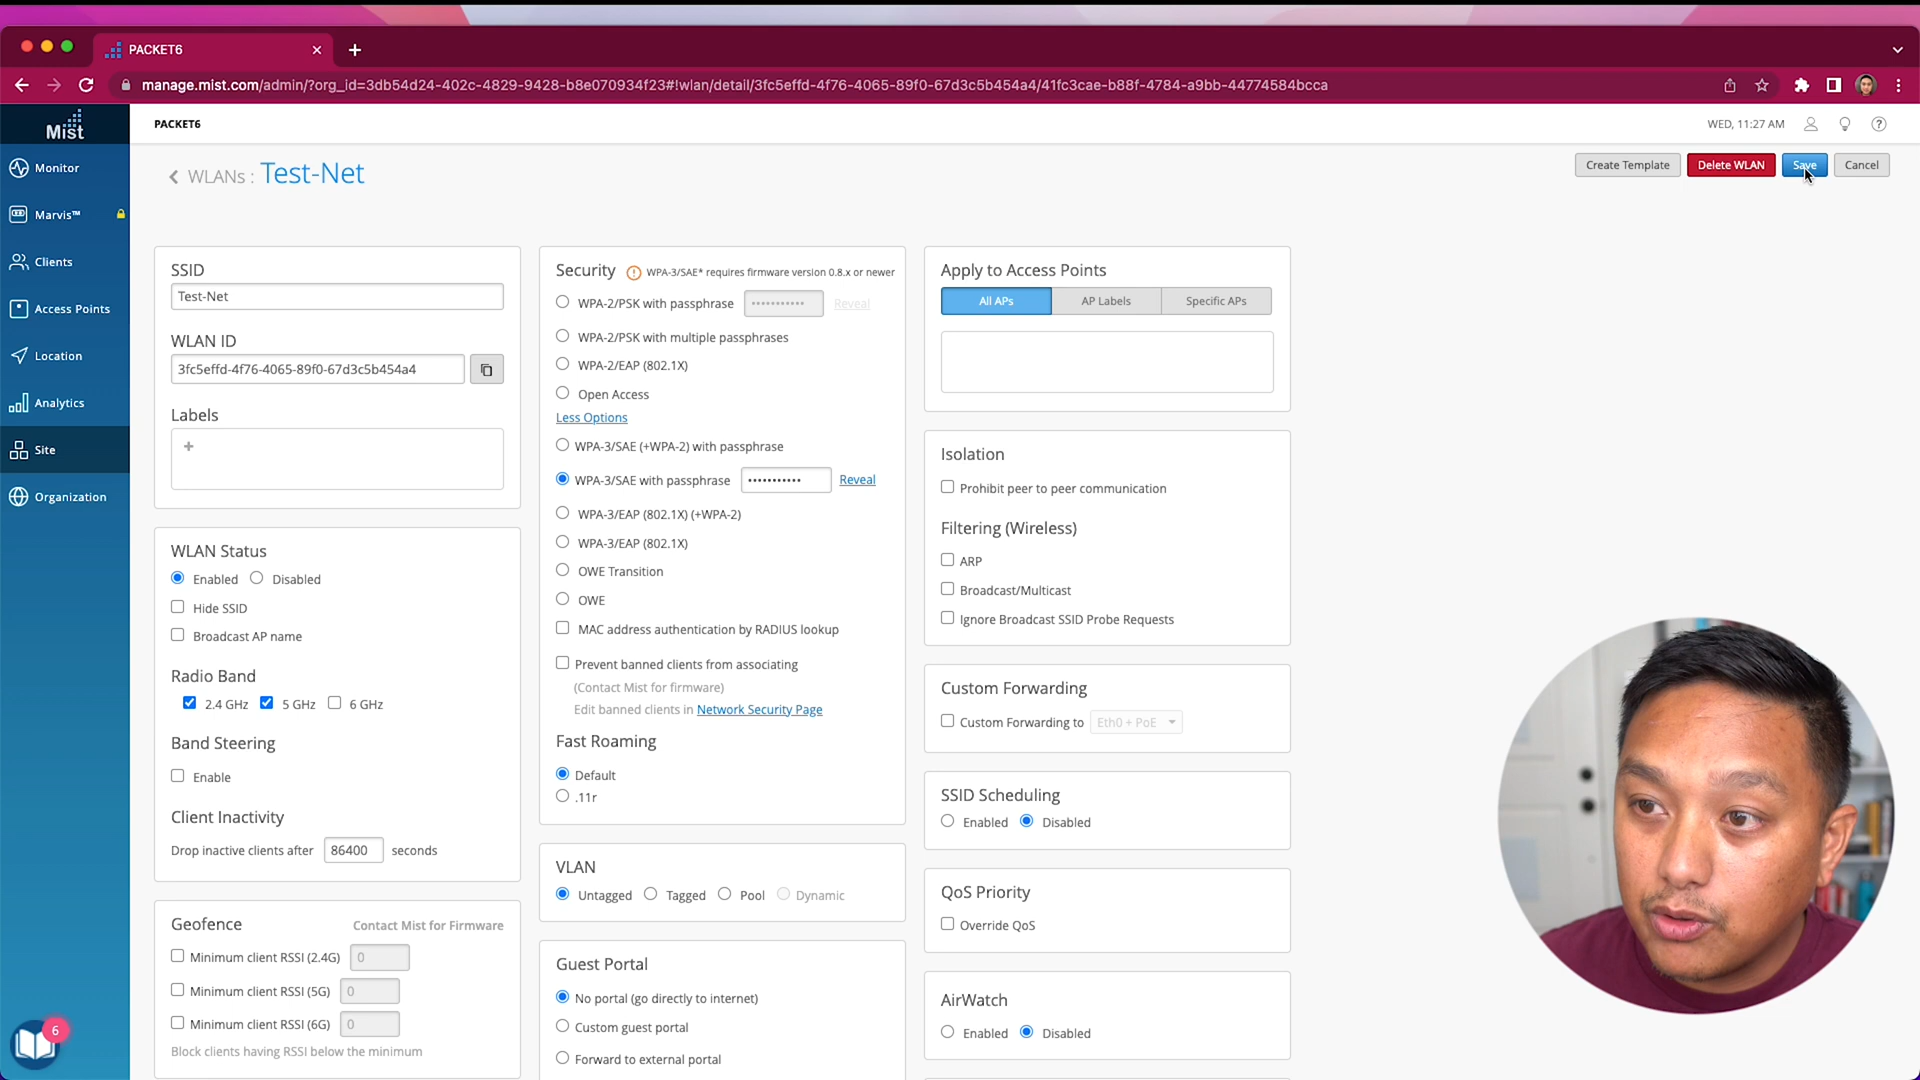 PACKET6
manage.mist.com/admin/?org_id=3db54d24-402c-4829-9428-b8e070934f23#!wlan/detail/3fc5effd-4f76-4065-89f0-67d3c5b454a4/41fc3cae-b88f-4784-a9bb-44774584bcca
Mist
PACKET6
WED, 11:27 AM
Monitor
Marvis™
Clients
Access Points
Location
Analytics
Site
Organization
6
WLANs : Test-Net
Create Template
Delete WLAN
Save
Cancel
SSID
Test-Net
WLAN ID
3fc5effd-4f76-4065-89f0-67d3c5b454a4
Labels
WLAN Status
Enabled Disabled
Hide SSID
Broadcast AP name
Radio Band
2.4 GHz 5 GHz 6 GHz
Band Steering
Enable
Client Inactivity
Drop inactive clients after 86400 seconds
Geofence Contact Mist for Firmware
Minimum client RSSI (2.4G) 0
Minimum client RSSI (5G) 0
Minimum client RSSI (6G) 0
Block clients having RSSI below the minimum
Security WPA-3/SAE* requires firmware version 0.8.x or newer
WPA-2/PSK with passphrase ••••••••••• Reveal
WPA-2/PSK with multiple passphrases
WPA-2/EAP (802.1X)
Open Access
Less Options
WPA-3/SAE (+WPA-2) with passphrase
WPA-3/SAE with passphrase ••••••••••• Reveal
WPA-3/EAP (802.1X) (+WPA-2)
WPA-3/EAP (802.1X)
OWE Transition
OWE
MAC address authentication by RADIUS lookup
Prevent banned clients from associating
(Contact Mist for firmware)
Edit banned clients in Network Security Page
Fast Roaming
Default
.11r
VLAN
Untagged Tagged Pool Dynamic
Guest Portal
No portal (go directly to internet)
Custom guest portal
Forward to external portal
Apply to Access Points
All APs AP Labels Specific APs
Isolation
Prohibit peer to peer communication
Filtering (Wireless)
ARP
Broadcast/Multicast
Ignore Broadcast SSID Probe Requests
Custom Forwarding
Custom Forwarding to Eth0 + PoE
SSID Scheduling
Enabled Disabled
QoS Priority
Override QoS
AirWatch
Enabled Disabled